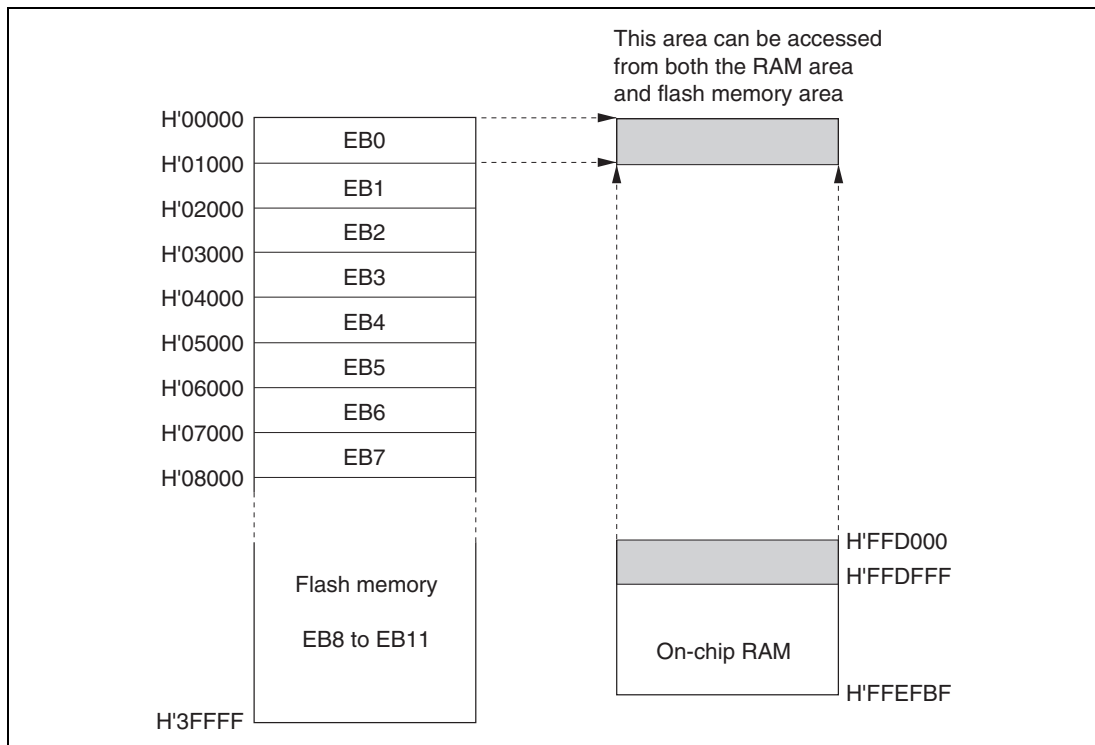 This area can be accessed
from both the RAM area
and flash memory area
H'00000
EB0
H'01000
EB1
H'02000
EB2
H'03000
EB3
H'04000
EB4
H'05000
EB5
H'06000
EB6
H'07000
EB7
H'08000
Flash memory
EB8 to EB11
H'3FFFF
H'FFD000
H'FFDFFF
On-chip RAM
H'FFEFBF